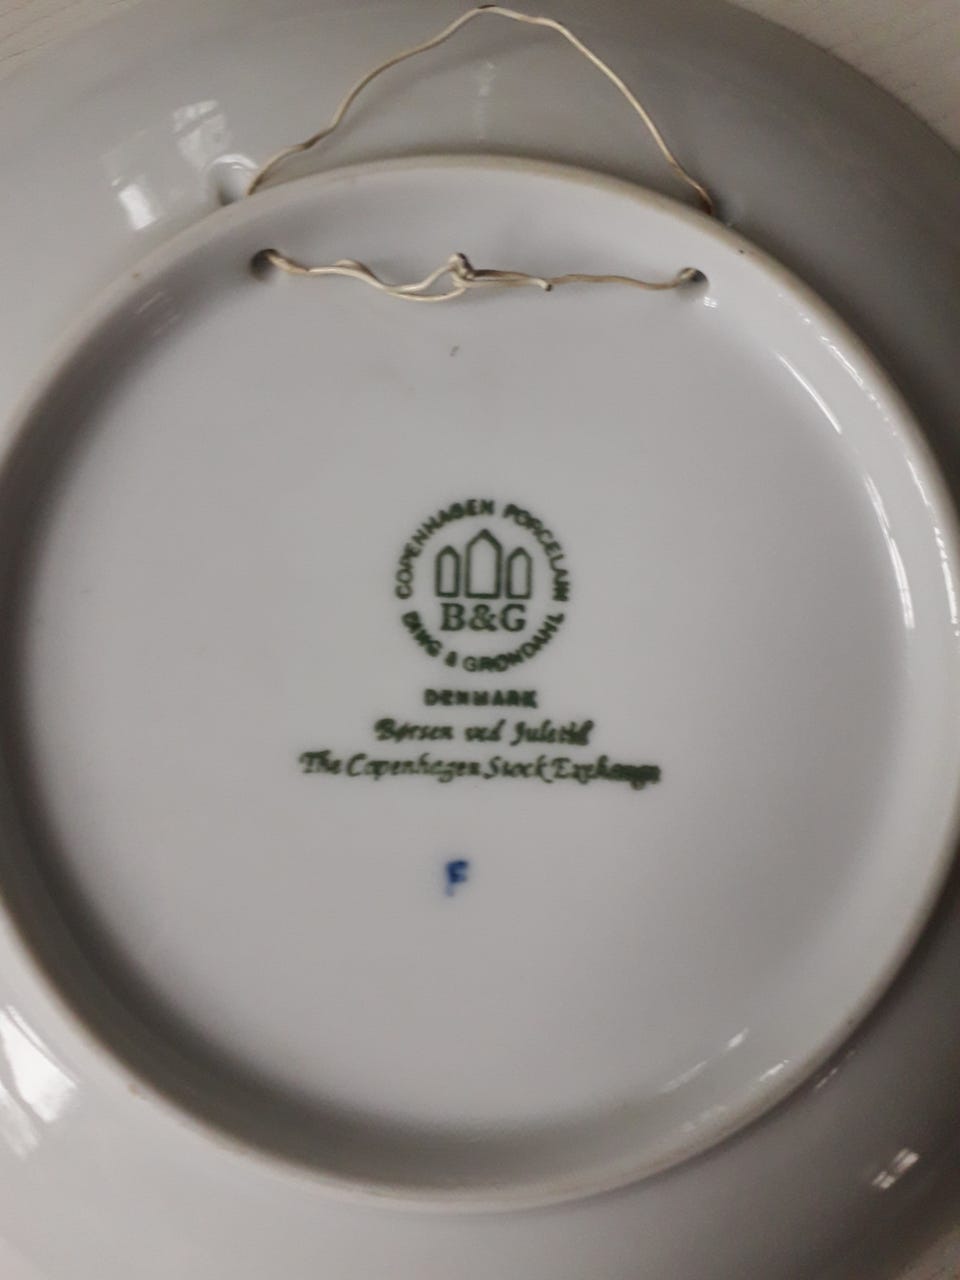 COPENHAGEN PORCELAIN
B&G
BING & GRØNDAHL
DENMARK
Børsen ved Juletid
The Copenhagen Stock Exchange
F